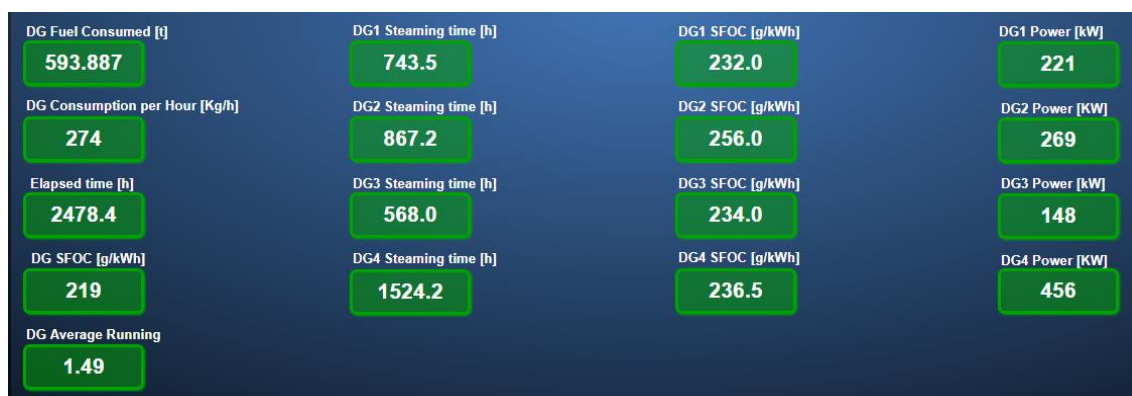 DG Fuel Consumed [t]
593.887
DG Consumption per Hour [Kg/h]
274
Elapsed time [h]
2478.4
DG SFOC [g/kWh]
219
DG Average Running
1.49
DG1 Steaming time [h]
743.5
DG2 Steaming time [h]
867.2
DG3 Steaming time [h]
568.0
DG4 Steaming time [h]
1524.2
DG1 SFOC [g/kWh]
232.0
DG2 SFOC [g/kWh]
256.0
DG3 SFOC [g/kWh]
234.0
DG4 SFOC [g/kWh]
236.5
DG1 Power [kW]
221
DG2 Power [KW]
269
DG3 Power [kW]
148
DG4 Power [KW]
456